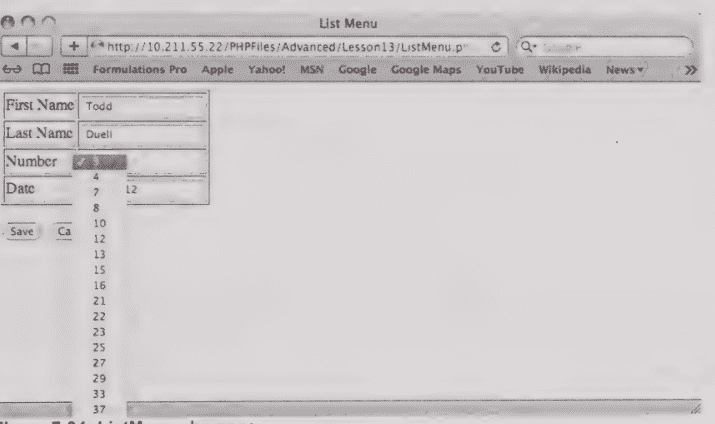 List Menu
http://10.211.55.22/PHPFiles/Advanced/Lesson13/ListMenu.p
Formulations Pro Apple Yahoo! MSN Google Google Maps YouTube Wikipedia News
First Name Todd
Last Name Duell
Number ✓ 3
4
Date 7 12
8
Save Ca 10
12
13
15
16
21
22
23
25
27
29
33
37